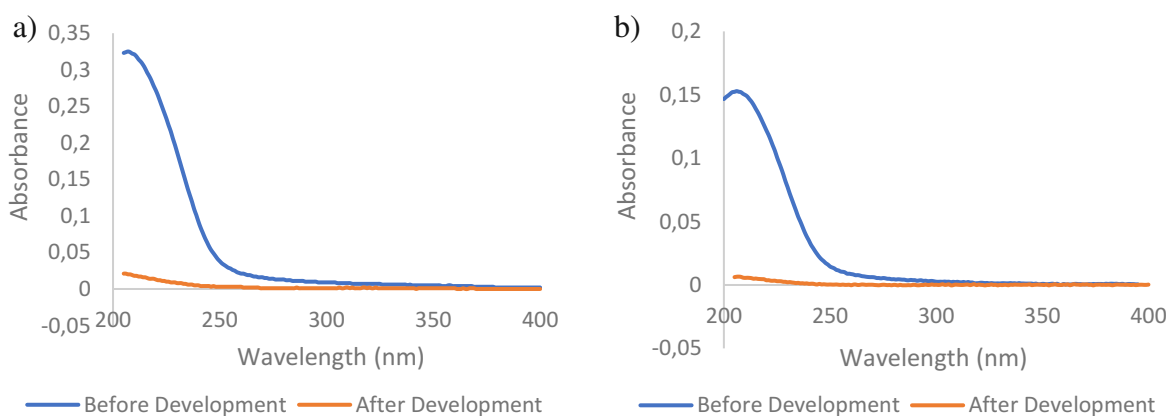 a)
0,35
0,3
0,25
0,2
0,15
0,1
0,05
0
-0,05
Absorbance
200 250 300 350 400
Wavelength (nm)
Before Development After Development
b)
0,2
0,15
0,1
0,05
0
-0,05
Absorbance
200 250 300 350 400
Wavelength (nm)
Before Development After Development